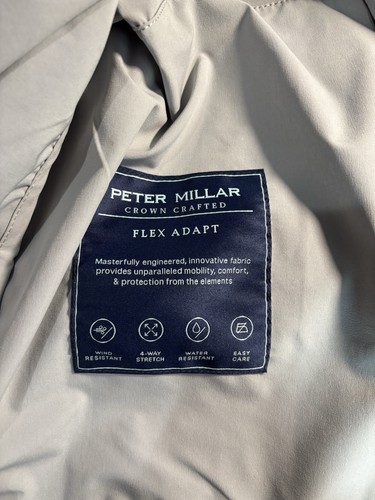 PETER MILLAR
CROWN CRAFTED
FLEX ADAPT
Masterfully engineered, innovative fabric
provides unparalleled mobility, comfort,
& protection from the elements
WIND RESISTANT
4-WAY STRETCH
WATER RESISTANT
EASY CARE